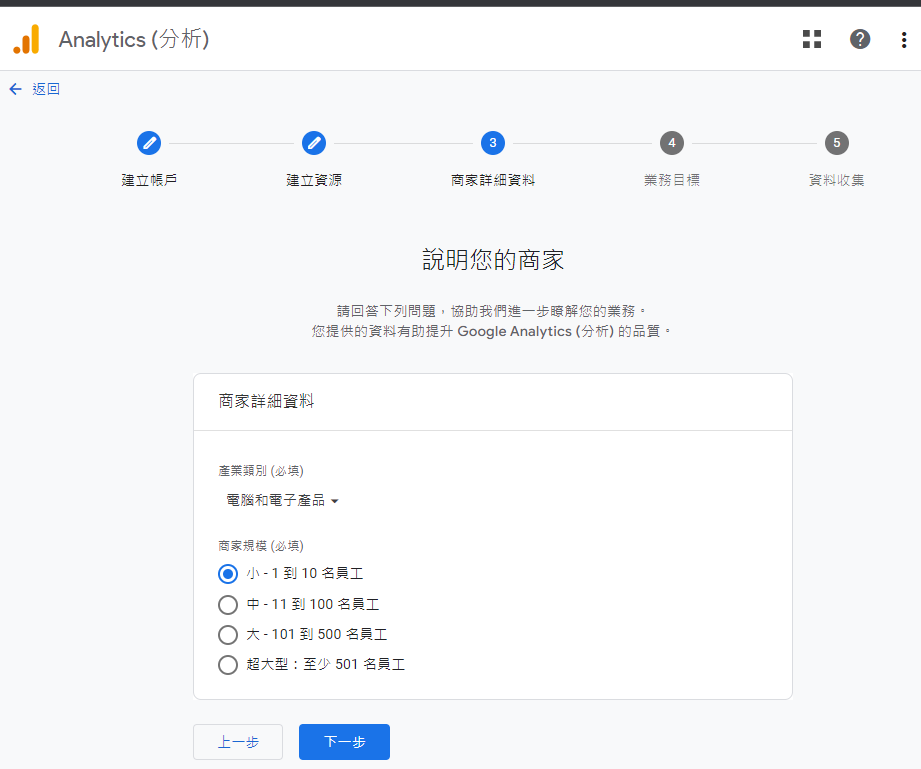 Analytics (分析)
返回
3
4
5
建立帳戶
建立資源
商家詳細資料
業務目標
資料收集
說明您的商家
請回答下列問題，協助我們進一步瞭解您的業務。
您提供的資料有助提升 Google Analytics (分析) 的品質。
商家詳細資料
產業類別 (必填)
電腦和電子產品
商家規模 (必填)
小 - 1 到 10 名員工
中 - 11 到 100 名員工
大 - 101 到 500 名員工
超大型：至少 501 名員工
上一步
下一步